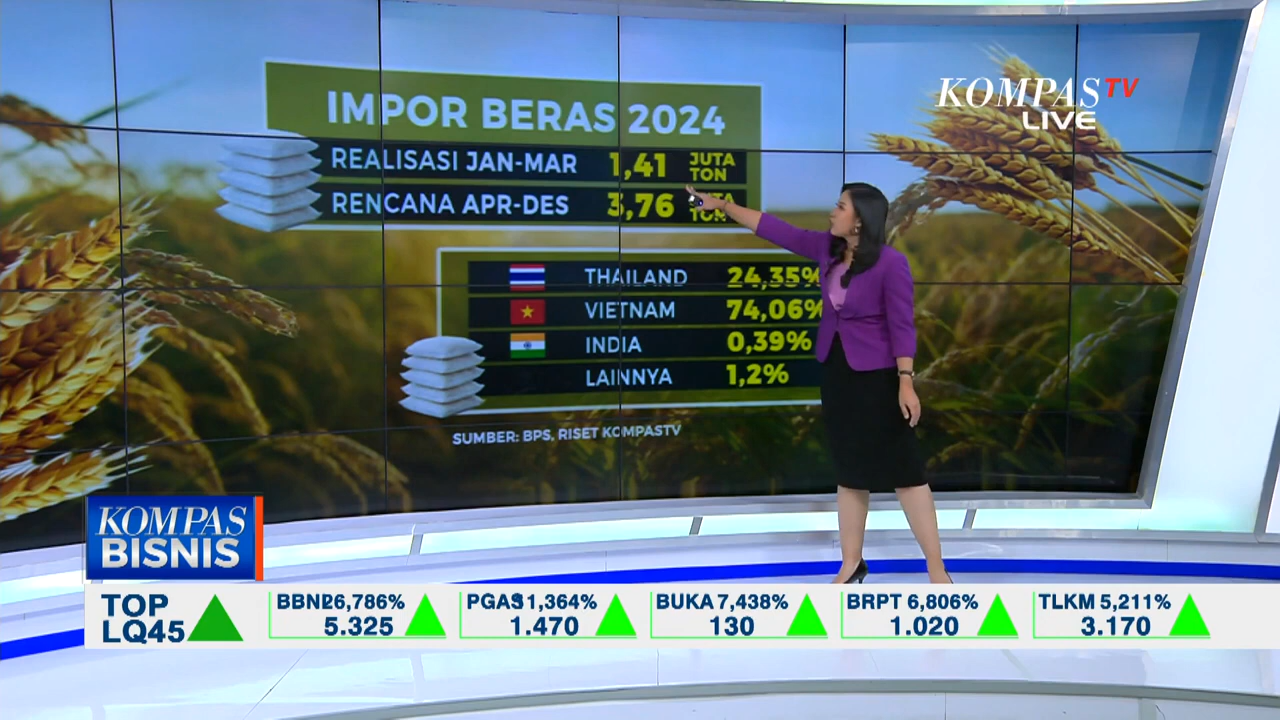 KOMPAS TV
LIVE
IMPOR BERAS 2024
REALISASI JAN-MAR 1,41 JUTA TON
RENCANA APR-DES 3,76 JUTA TON
THAILAND 24,35%
VIETNAM 74,06%
INDIA 0,39%
LAINNYA 1,2%
SUMBER: BPS, RISET KOMPASTV
KOMPAS
BISNIS
TOP
LQ45
6,786%
5.325
PGAS 1,364%
1.470
BUKA 7,438%
130
BRPT 6,806%
1.020
TLKM 5,211%
3.170